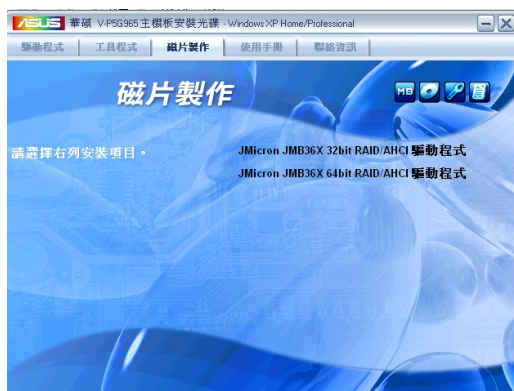 ASUS 華碩 V-P5G965 主機板安裝光碟 - Windows XP Home/Professional
驅動程式 工具程式 磁片製作 使用手冊 聯絡資訊
磁片製作
MB
請選擇右列安裝項目。
JMicron JMB36X 32bit RAID/AHCI 驅動程式
JMicron JMB36X 64bit RAID/AHCI 驅動程式